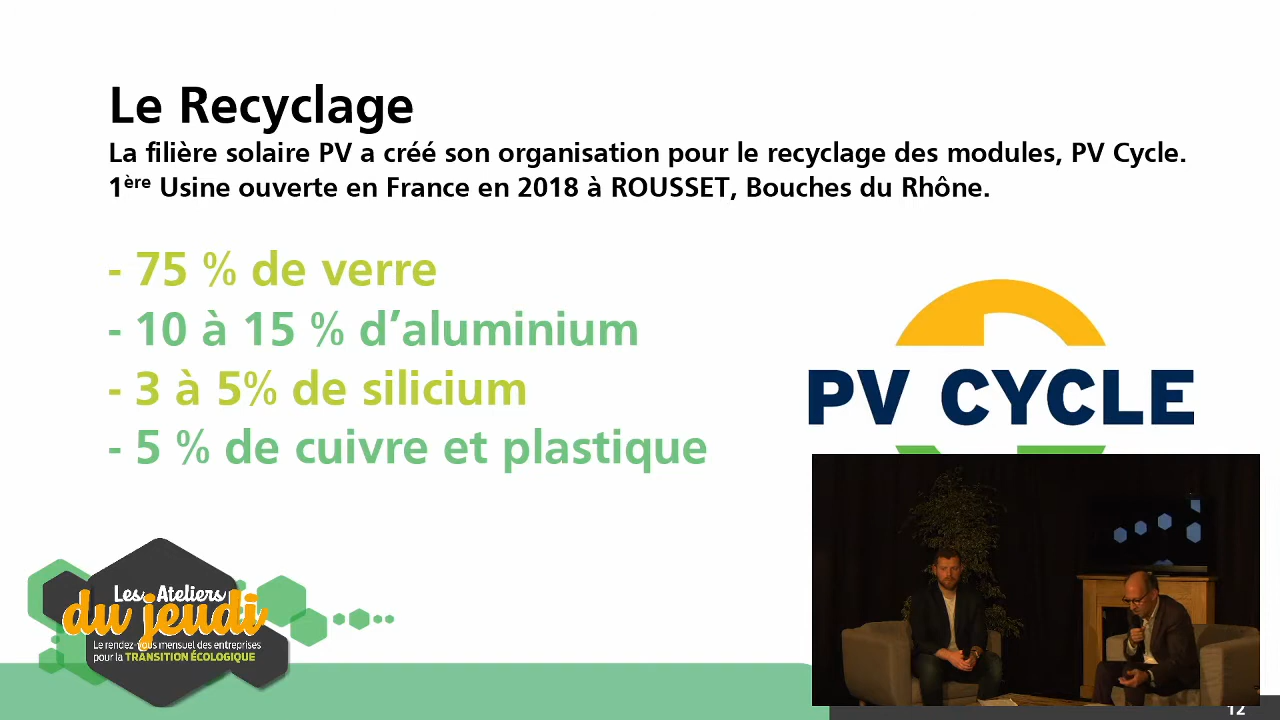 Le Recyclage
La filière solaire PV a créé son organisation pour le recyclage des modules, PV Cycle.
1ère Usine ouverte en France en 2018 à ROUSSET, Bouches du Rhône.
- 75 % de verre
- 10 à 15 % d’aluminium
- 3 à 5% de silicium
- 5 % de cuivre et plastique
PV CYCLE
Les Ateliers
du jeudi
Le rendez-vous mensuel des entreprises
pour la TRANSITION ÉCOLOGIQUE
12